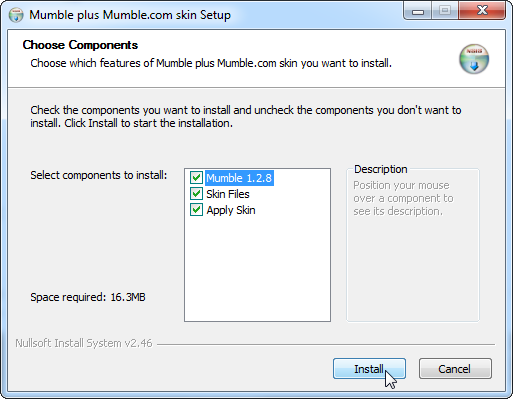 Mumble plus Mumble.com skin Setup
Choose Components
Choose which features of Mumble plus Mumble.com skin you want to install.
Check the components you want to install and uncheck the components you don't want to
install. Click Install to start the installation.
Select components to install:
Mumble 1.2.8
Skin Files
Apply Skin
Description
Position your mouse
over a component to
see its description.
Space required: 16.3MB
Nullsoft Install System v2.46
Install
Cancel